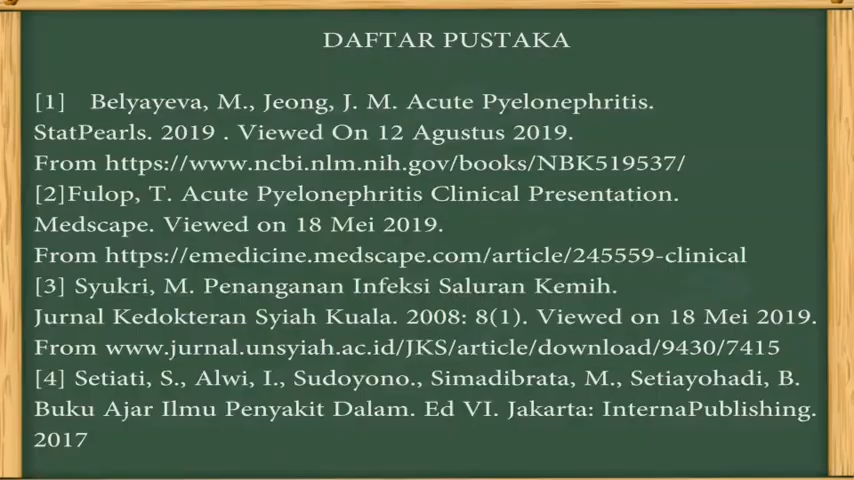 DAFTAR PUSTAKA
[1] Belyayeva, M., Jeong, J. M. Acute Pyelonephritis.
StatPearls. 2019 . Viewed On 12 Agustus 2019.
From https://www.ncbi.nlm.nih.gov/books/NBK519537/
[2]Fulop, T. Acute Pyelonephritis Clinical Presentation.
Medscape. Viewed on 18 Mei 2019.
From https://emedicine.medscape.com/article/245559-clinical
[3] Syukri, M. Penanganan Infeksi Saluran Kemih.
Jurnal Kedokteran Syiah Kuala. 2008: 8(1). Viewed on 18 Mei 2019.
From www.jurnal.unsyiah.ac.id/JKS/article/download/9430/7415
[4] Setiati, S., Alwi, I., Sudoyono., Simadibrata, M., Setiayohadi, B.
Buku Ajar Ilmu Penyakit Dalam. Ed VI. Jakarta: InternaPublishing.
2017